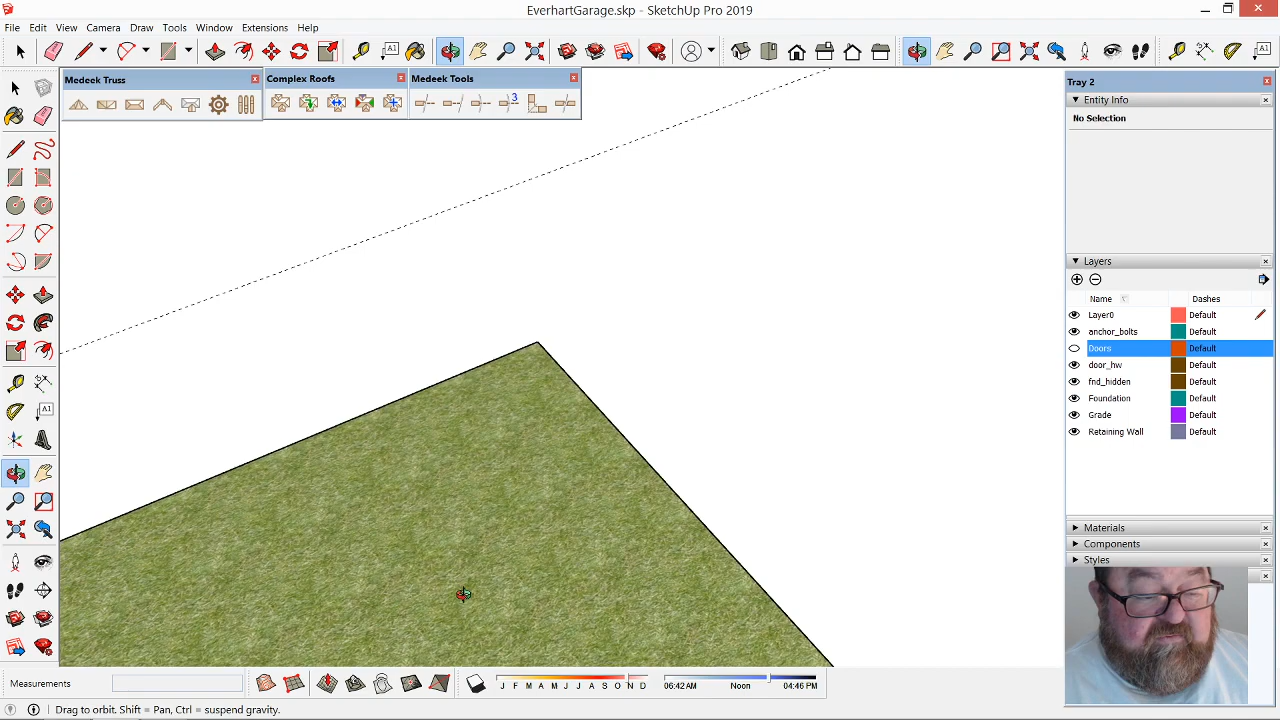 EverhartGarage.skp - SketchUp Pro 2019
File Edit View Camera Draw Tools Window Extensions Help
Medeek Truss
Complex Roofs
Medeek Tools
3
Tray 2
Entity Info
No Selection
Layers
Name Dashes
Layer0 Default
anchor_bolts Default
Doors Default
door_hw Default
fnd_hidden Default
Foundation Default
Grade Default
Retaining Wall Default
Materials
Components
Styles
A1
A1
Measurements
J F M A M J J A S O N D
06:42 AM Noon 04:46 PM
Drag to orbit. Shift = Pan, Ctrl = suspend gravity.